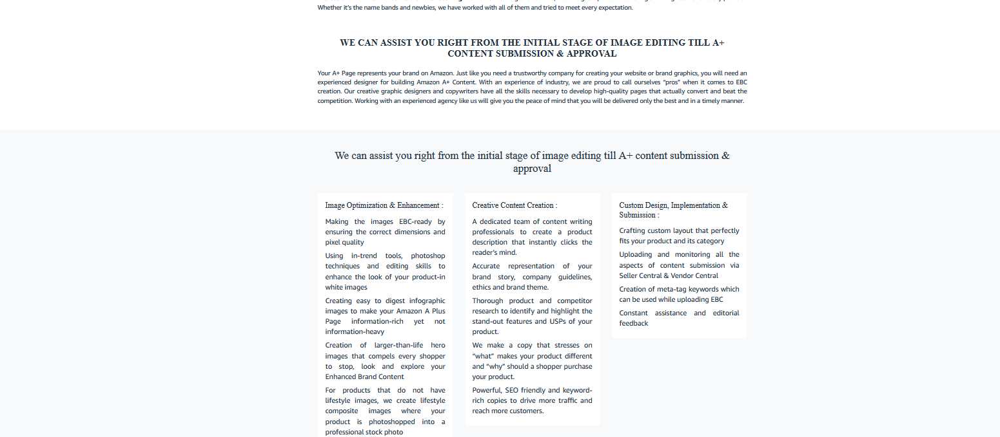 Whether it's the name bands and newbies, we have worked with all of them and tried to meet every expectation.
WE CAN ASSIST YOU RIGHT FROM THE INITIAL STAGE OF IMAGE EDITING TILL A+
CONTENT SUBMISSION & APPROVAL
Your A+ Page represents your brand on Amazon. Just like you need a trustworthy company for creating your website or brand graphics, you will need an
experienced designer for building Amazon A+ Content. With an experience of industry, we are proud to call ourselves “pros” when it comes to EBC
creation. Our creative graphic designers and copywriters have all the skills necessary to develop high-quality pages that actually convert and beat the
competition. Working with an experienced agency like us will give you the peace of mind that you will be delivered only the best and in a timely manner.
We can assist you right from the initial stage of image editing till A+ content submission &
approval
Image Optimization & Enhancement :
Making the images EBC-ready by
ensuring the correct dimensions and
pixel quality
Using in-trend tools, photoshop
techniques and editing skills to
enhance the look of your product-in
white images
Creating easy to digest infographic
images to make your Amazon A Plus
Page information-rich yet not
information-heavy
Creation of larger-than-life hero
images that compels every shopper
to stop, look and explore your
Enhanced Brand Content
For products that do not have
lifestyle images, we create lifestyle
composite images where your
product is photoshopped into a
professional stock photo
Creative Content Creation :
A dedicated team of content writing
professionals to create a product
description that instantly clicks the
reader's mind.
Accurate representation of your
brand story, company guidelines,
ethics and brand theme.
Thorough product and competitor
research to identify and highlight the
stand-out features and USPs of your
product.
We make a copy that stresses on
“what” makes your product different
and “why” should a shopper purchase
your product.
Powerful, SEO friendly and keyword-
rich copies to drive more traffic and
reach more customers.
Custom Design, Implementation &
Submission :
Crafting custom layout that perfectly
fits your product and its category
Uploading and monitoring all the
aspects of content submission via
Seller Central & Vendor Central
Creation of meta-tag keywords which
can be used while uploading EBC
Constant assistance and editorial
feedback